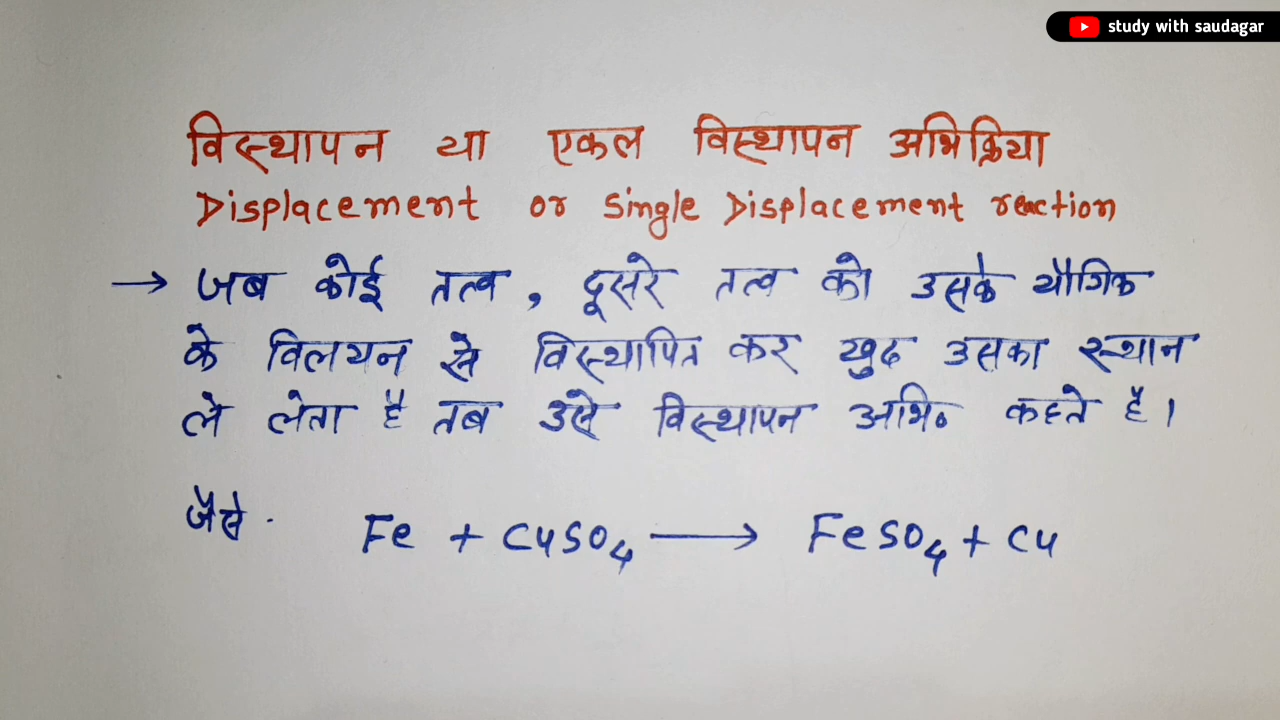 study with saudagar
विस्थापन या एकल विस्थापन अभिक्रिया
Displacement or Single Displacement reaction
→ जब कोई तत्व, दूसरे तत्व को उसके यौगिक
के विलयन से विस्थापित कर खुद उसका स्थान
ले लेता है तब उसे विस्थापन अभि॰ कहते है।
जैसे - Fe + CuSO₄ ⟶ FeSO₄ + Cu